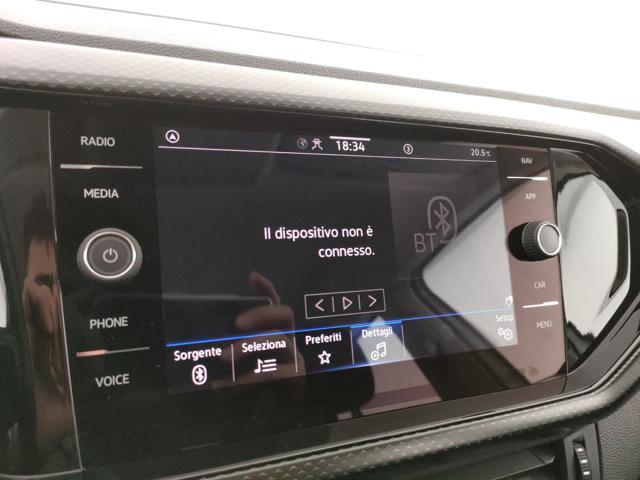 RADIO
MEDIA
PHONE
VOICE
18:34
3
20.5°C
Il dispositivo non è
connesso.
BT
Sorgente
Seleziona
Preferiti
Dettagli
Setup
NAV
APP
CAR
MENU